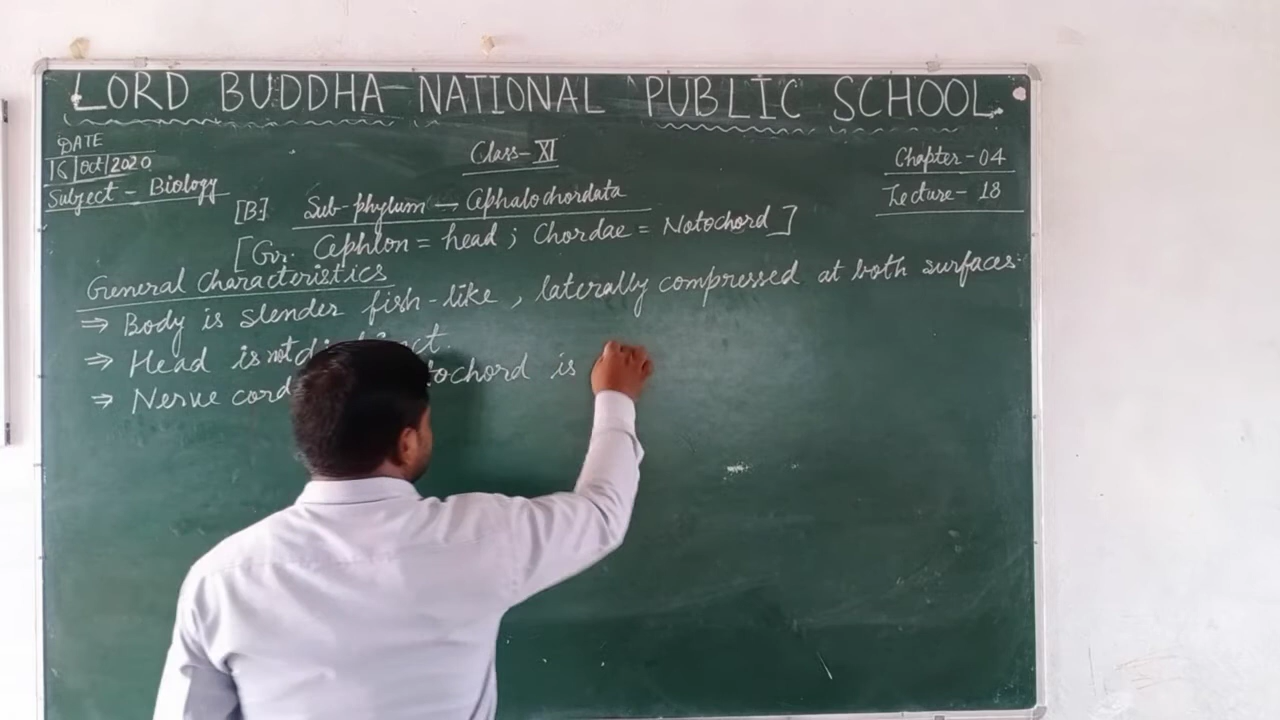 LORD BUDDHA NATIONAL PUBLIC SCHOOL
DATE
16/Oct/2020
Subject - Biology
Class - XI
Chapter - 04
Lecture - 18
[B.] Sub-phylum → Cephalochordata
[Gr. Cephlon = head ; Chordae = Notochord]
General Characteristics
⇒ Body is slender fish-like, laterally compressed at both surfaces.
⇒ Head is not
⇒ Nerve cord is